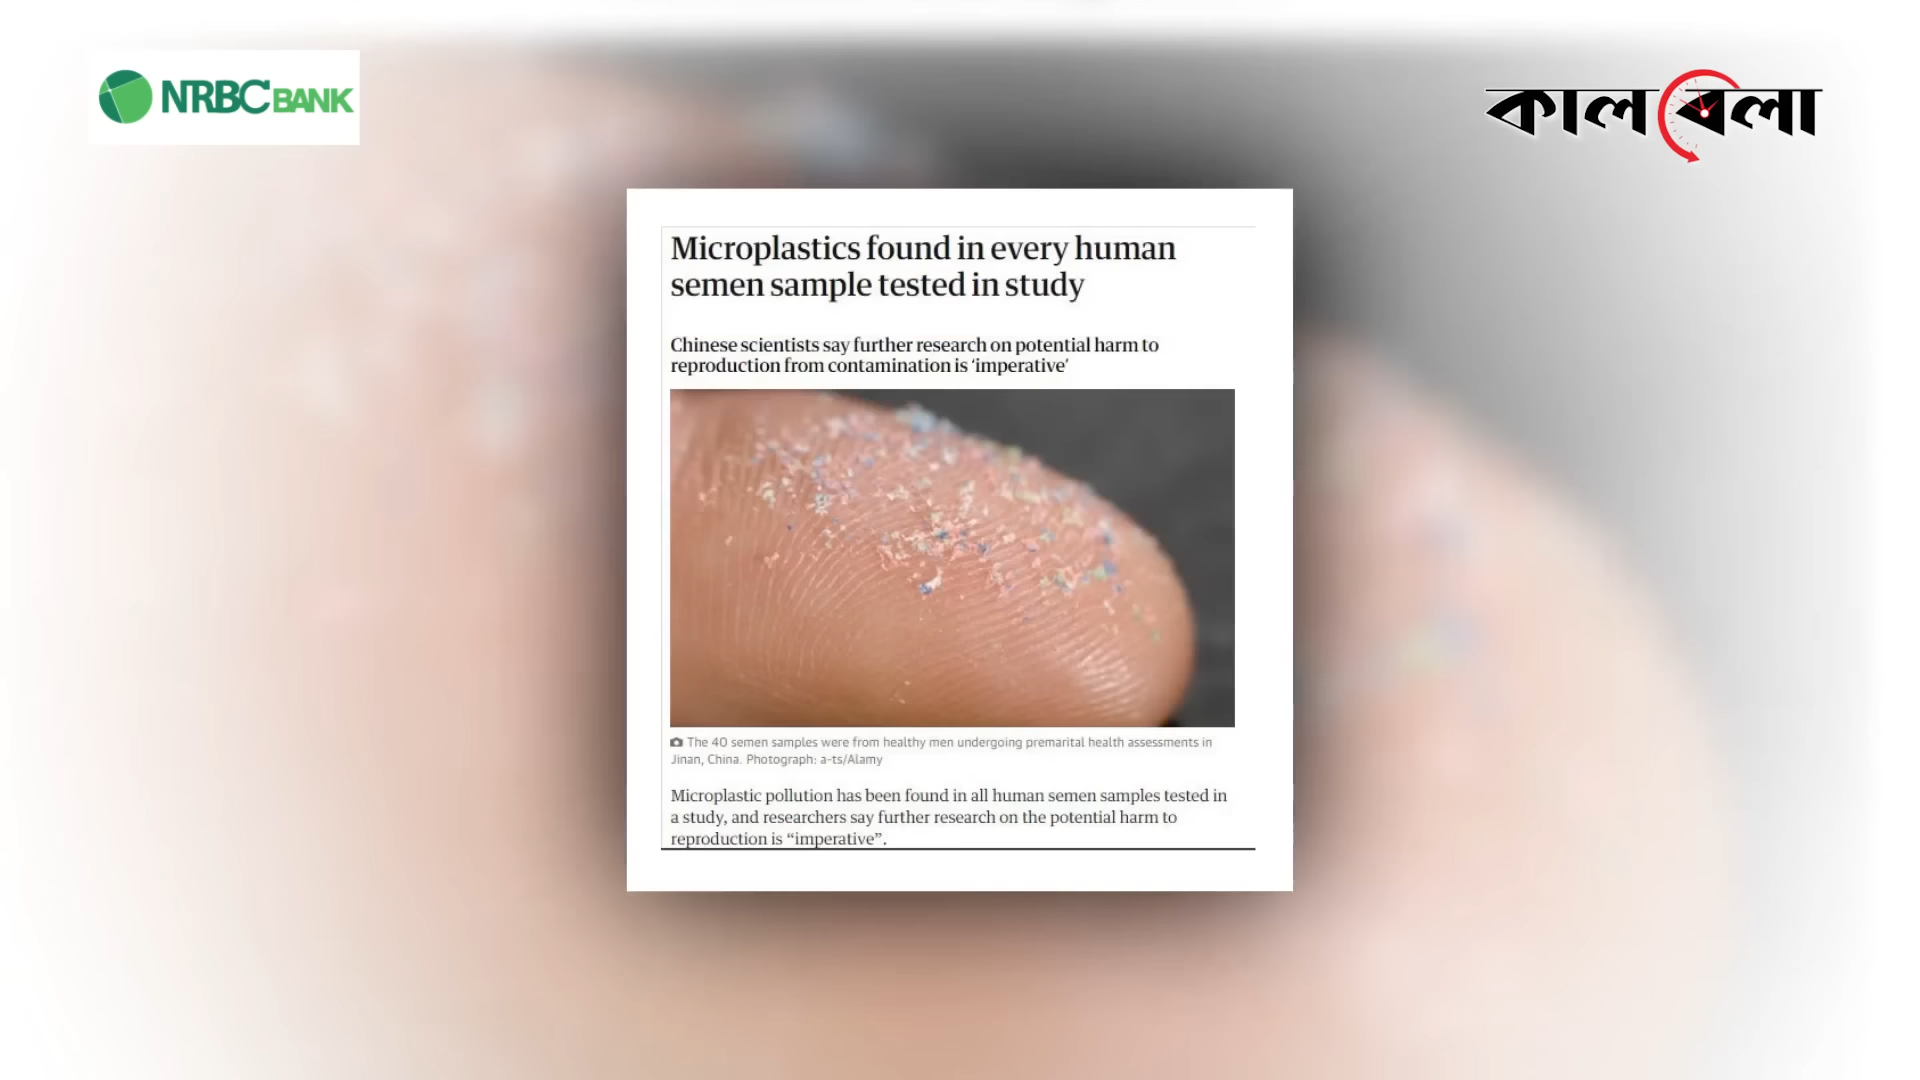 NRBC BANK
কালবেলা
Microplastics found in every human
semen sample tested in study
Chinese scientists say further research on potential harm to
reproduction from contamination is ‘imperative’
The 40 semen samples were from healthy men undergoing premarital health assessments in
Jinan, China. Photograph: a-ts/Alamy
Microplastic pollution has been found in all human semen samples tested in
a study, and researchers say further research on the potential harm to
reproduction is “imperative”.